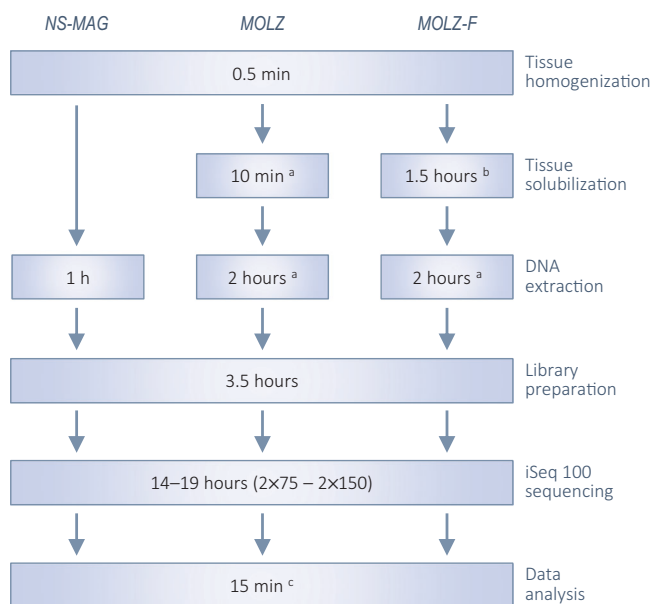 NS-MAG MOLZ MOLZ-F
0.5 min
Tissue
homogenization
10 min a
1.5 hours b
Tissue
solubilization
1 h
2 hours a
2 hours a
DNA
extraction
3.5 hours
Library
preparation
14–19 hours (2×75 – 2×150)
iSeq 100
sequencing
15 min c
Data
analysis